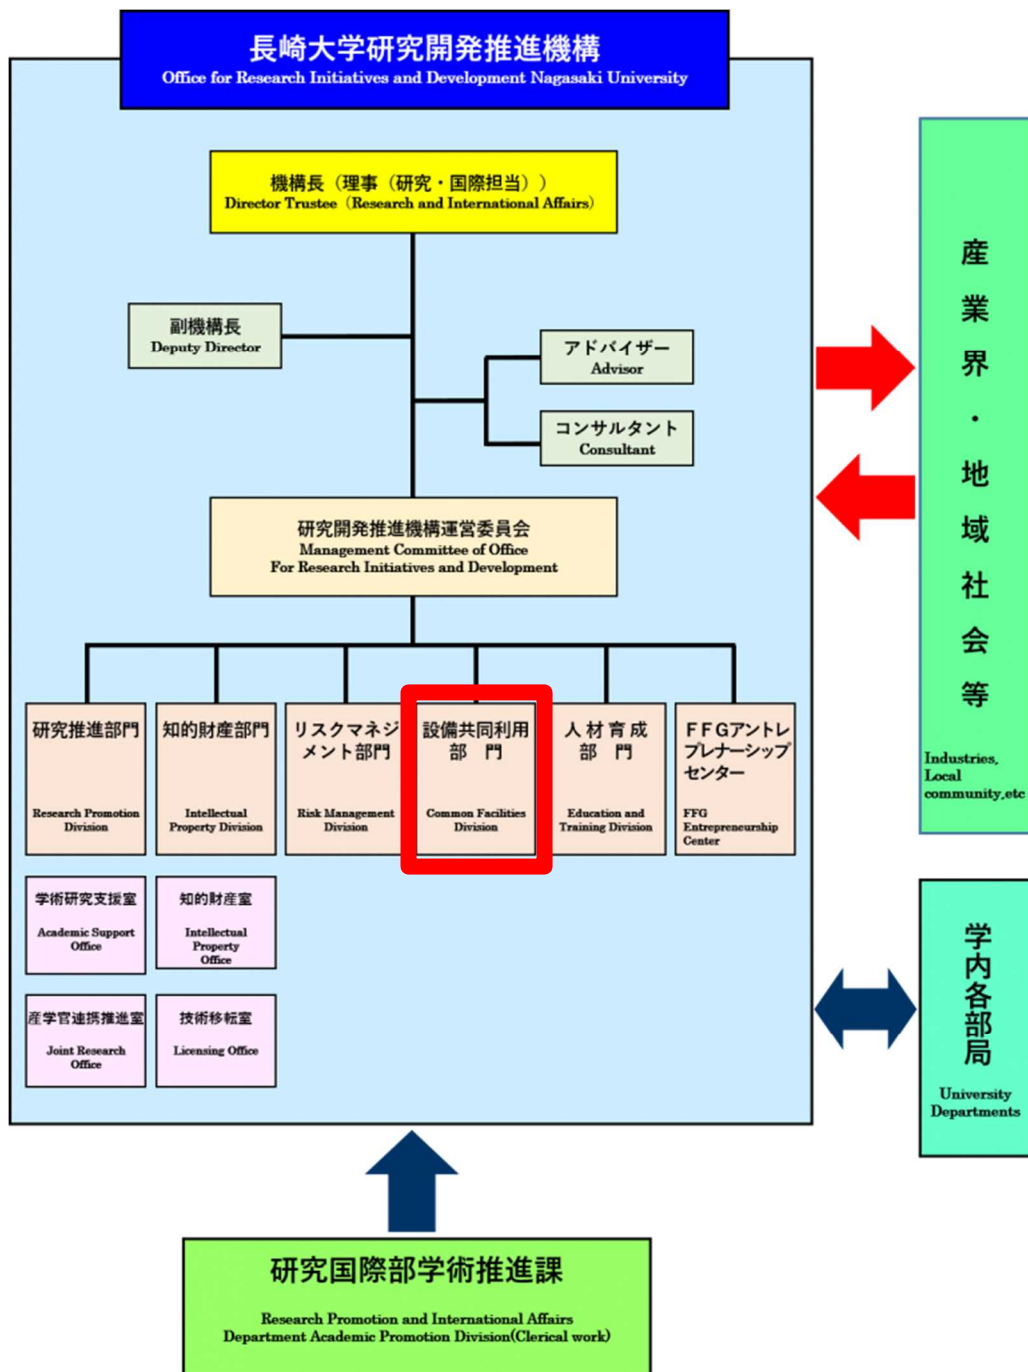 長崎大学研究開発推進機構
Office for Research Initiatives and Development Nagasaki University
機構長（理事（研究・国際担当））
Director Trustee（Research and International Affairs）
副機構長
Deputy Director
アドバイザー
Advisor
コンサルタント
Consultant
研究開発推進機構運営委員会
Management Committee of Office
For Research Initiatives and Development
研究推進部門
Research Promotion
Division
知的財産部門
Intellectual
Property Division
リスクマネジ
メント部門
Risk Management
Division
設備共同利用
部　門
Common Facilities
Division
人材育成
部　門
Education and
Training Division
ＦＦＧアントレ
プレナーシップ
センター
FFG
Entrepreneurship
Center
学術研究支援室
Academic Support
Office
知的財産室
Intellectual
Property
Office
産学官連携推進室
Joint Research
Office
技術移転室
Licensing Office
産業界・地域社会等
Industries,
Local
community,etc
学内各部局
University
Departments
研究国際部学術推進課
Research Promotion and International Affairs
Department Academic Promotion Division(Clerical work)